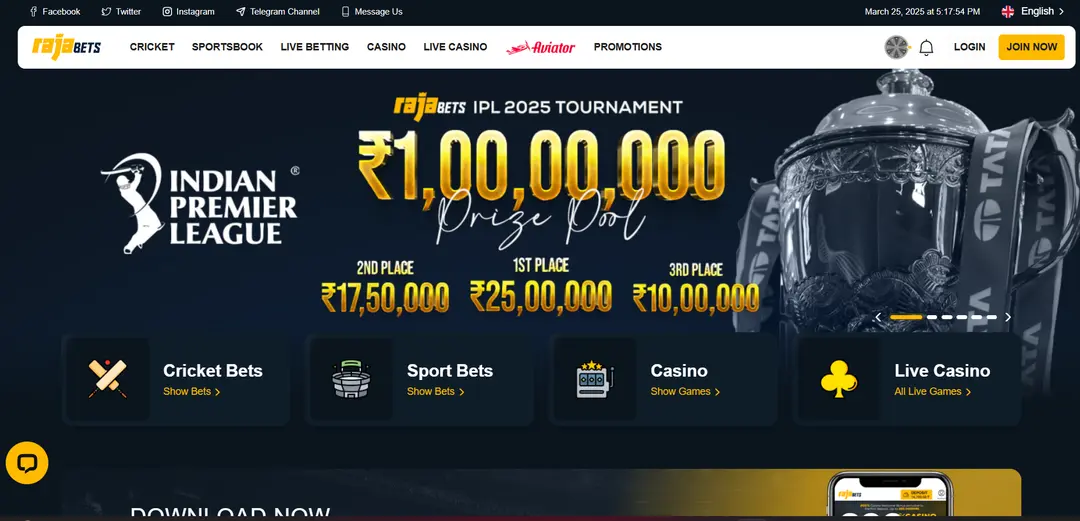 Facebook Twitter Instagram Telegram Channel Message Us March 25, 2025 at 5:17:54 PM English
rajaBETS CRICKET SPORTSBOOK LIVE BETTING CASINO LIVE CASINO Aviator PROMOTIONS LOGIN JOIN NOW
rajaBETS IPL 2025 TOURNAMENT
₹1,00,00,000
Prize Pool
INDIAN ®
PREMIER
LEAGUE
2ND PLACE 1ST PLACE 3RD PLACE
₹17,50,000 ₹25,00,000 ₹10,00,000
TATA
TATA
TATA
Cricket Bets Sport Bets Casino Live Casino
Show Bets Show Bets Show Games All Live Games
DOWNLOAD NOW
rajaBETS DEPOSIT
CASINO